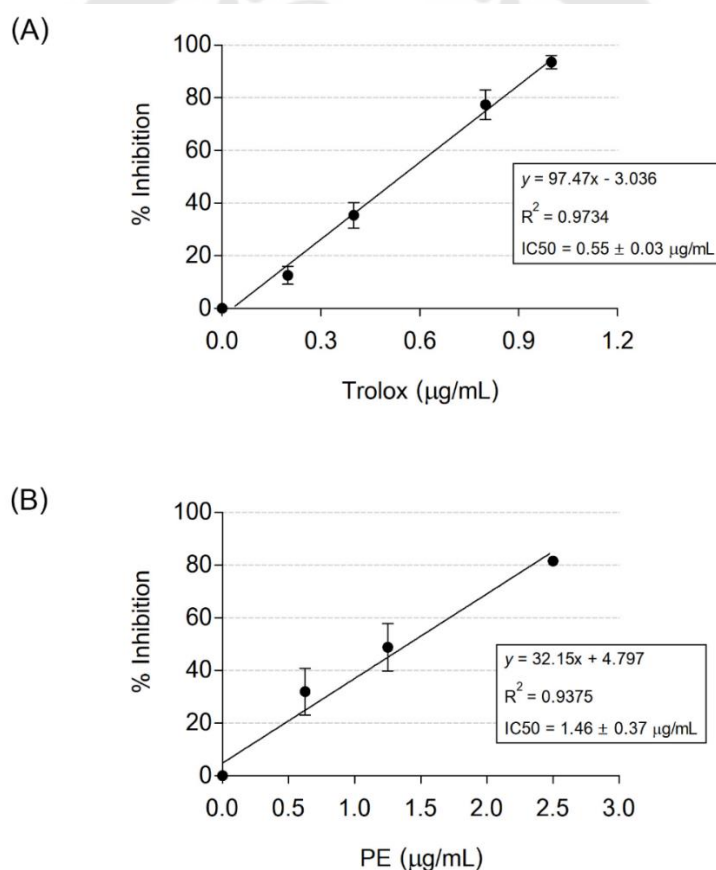 (A)
100
80
60
40
20
0
% Inhibition
y = 97.47x - 3.036
R² = 0.9734
IC50 = 0.55 ± 0.03 μg/mL
0.0 0.3 0.6 0.9 1.2
Trolox (μg/mL)
(B)
100
80
60
40
20
0
% Inhibition
y = 32.15x + 4.797
R² = 0.9375
IC50 = 1.46 ± 0.37 μg/mL
0.0 0.5 1.0 1.5 2.0 2.5 3.0
PE (μg/mL)